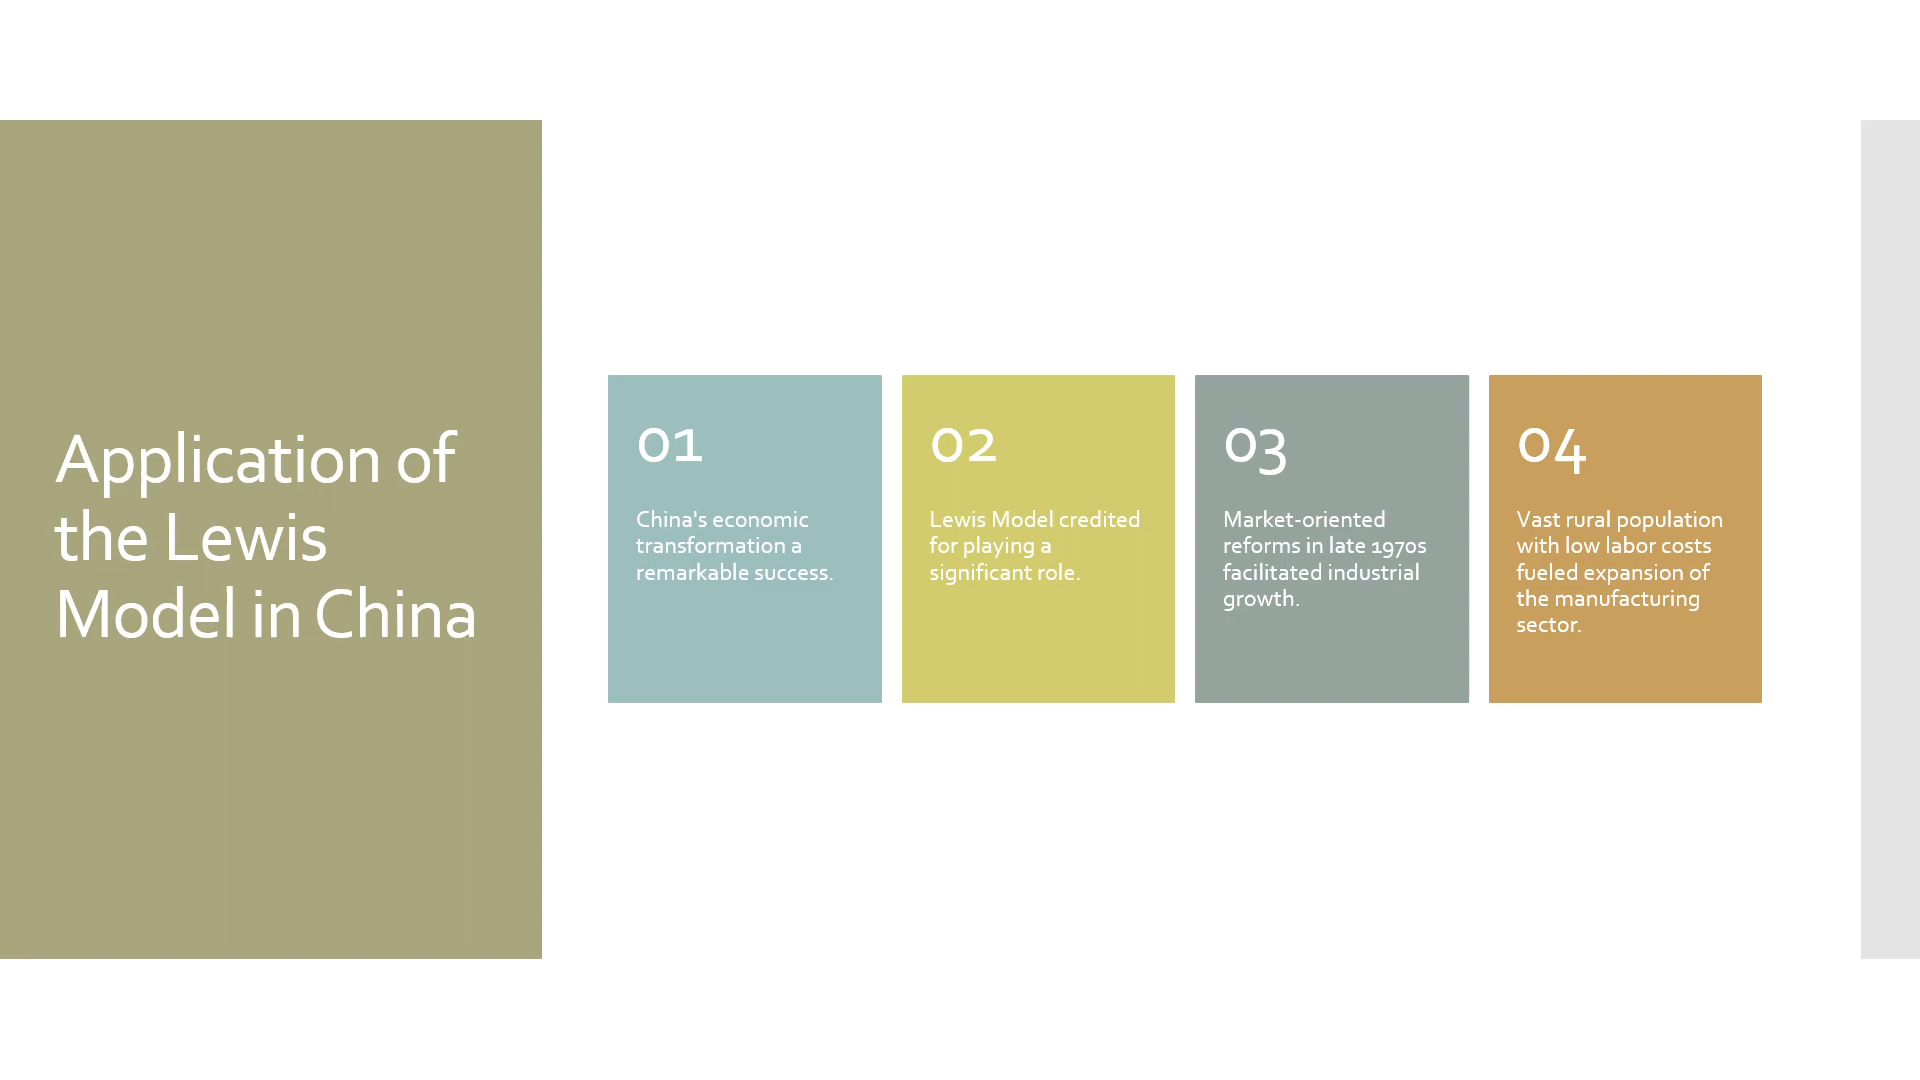 Application of
the Lewis
Model in China
01
China's economic
transformation a
remarkable success.
02
Lewis Model credited
for playing a
significant role.
03
Market-oriented
reforms in late 1970s
facilitated industrial
growth.
04
Vast rural population
with low labor costs
fueled expansion of
the manufacturing
sector.